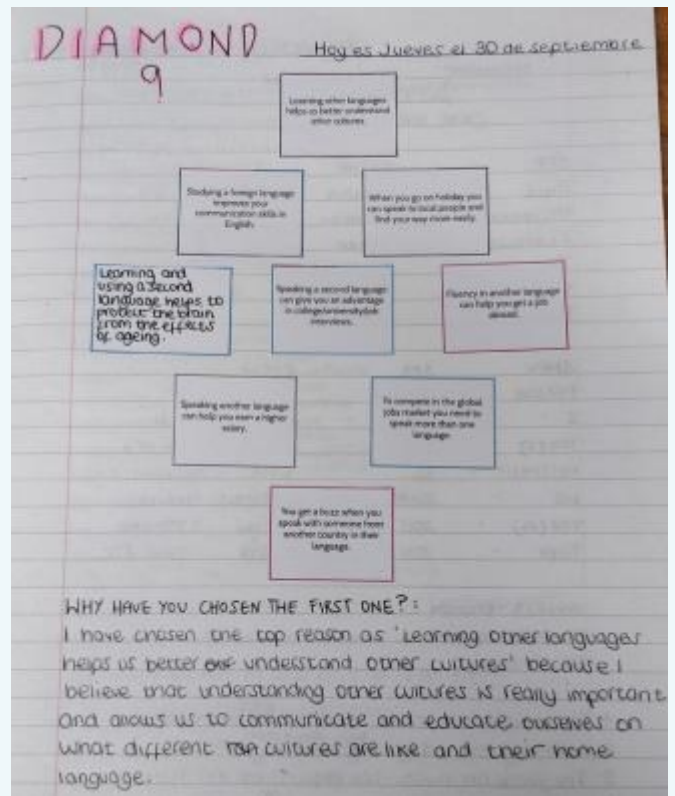 DIAMOND
9
Hoy es Jueves el 30 de septiembre
Learning other languages
helps us better understand
other cultures.
Studying a foreign language
improves your
communication skills in
English.
When you go on holiday you
can speak to local people and
find your way more easily.
Learning and
using a second
language helps to
protect the brain
from the effects
of ageing.
Speaking a second language
can give you an advantage
in college/university/job
interviews.
Fluency in another language
can help you get a job
abroad.
Speaking another language
can help you earn a higher
salary.
To compete in the global
jobs market you need to
speak more than one
language.
You get a buzz when you
speak with someone from
another country in their
language.
WHY HAVE YOU CHOSEN THE FIRST ONE?:
I have chosen the top reason as 'Learning other languages
helps us better understand other cultures' because I
believe that understanding other cultures is really important
and allows us to communicate and educate ourselves on
what different cultures are like and their home
language.